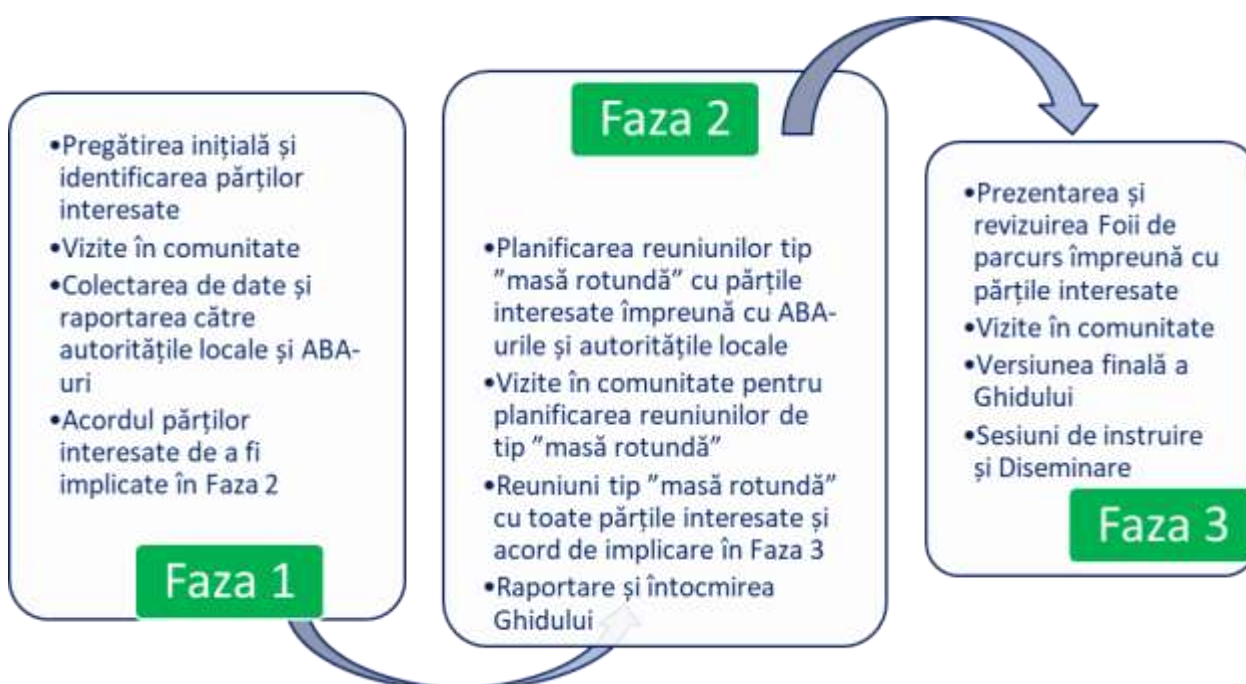 •Pregătirea inițială și
identificarea părților
interesate
•Vizite în comunitate
•Colectarea de date și
raportarea către
autoritățile locale și ABA-
uri
•Acordul părților
interesate de a fi
implicate în Faza 2
Faza 1
Faza 2
•Planificarea reuniunilor tip
”masă rotundă” cu părțile
interesate împreună cu ABA-
urile și autoritățile locale
•Vizite în comunitate pentru
planificarea reuniunilor de
tip ”masă rotundă”
•Reuniuni tip ”masă rotundă”
cu toate părțile interesate și
acord de implicare în Faza 3
•Raportare și întocmirea
Ghidului
•Prezentarea și
revizuirea Foii de
parcurs împreună cu
părțile interesate
•Vizite în comunitate
•Versiunea finală a
Ghidului
•Sesiuni de instruire
și Diseminare
Faza 3